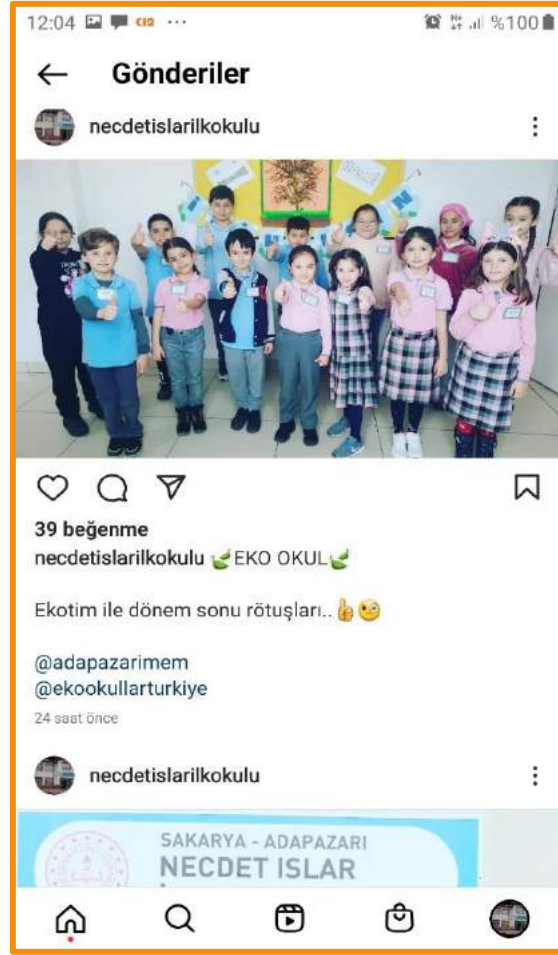 12:04 ... %100
Gönderiler
necdetislarilkokulu
39 beğenme
necdetislarilkokulu 🍃EKO OKUL🍃
Ekotim ile dönem sonu rötuşları..👍🧐
@adapazarimem
@ekookullarturkiye
24 saat önce
necdetislarilkokulu
SAKARYA - ADAPAZARI
NECDET ISLAR